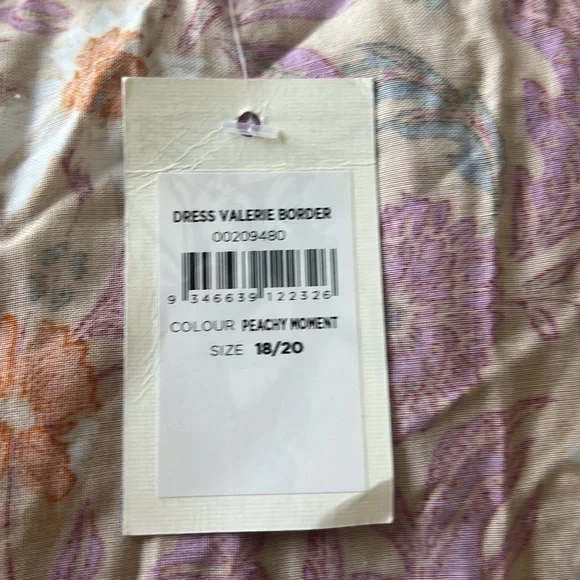 DRESS VALERIE BORDER
00209480
9 346639 122326
COLOUR PEACHY MOMENT
SIZE 18/20